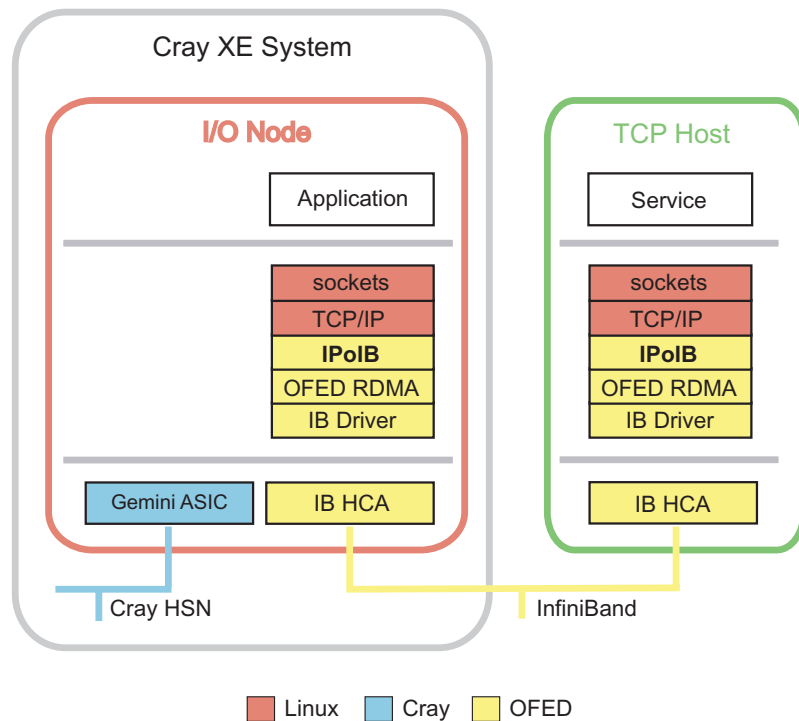 Cray XE System
I/O Node
TCP Host
Application
Service
sockets
TCP/IP
IPoIB
OFED RDMA
IB Driver
sockets
TCP/IP
IPoIB
OFED RDMA
IB Driver
Gemini ASIC
IB HCA
IB HCA
Cray HSN
InfiniBand
Linux
Cray
OFED